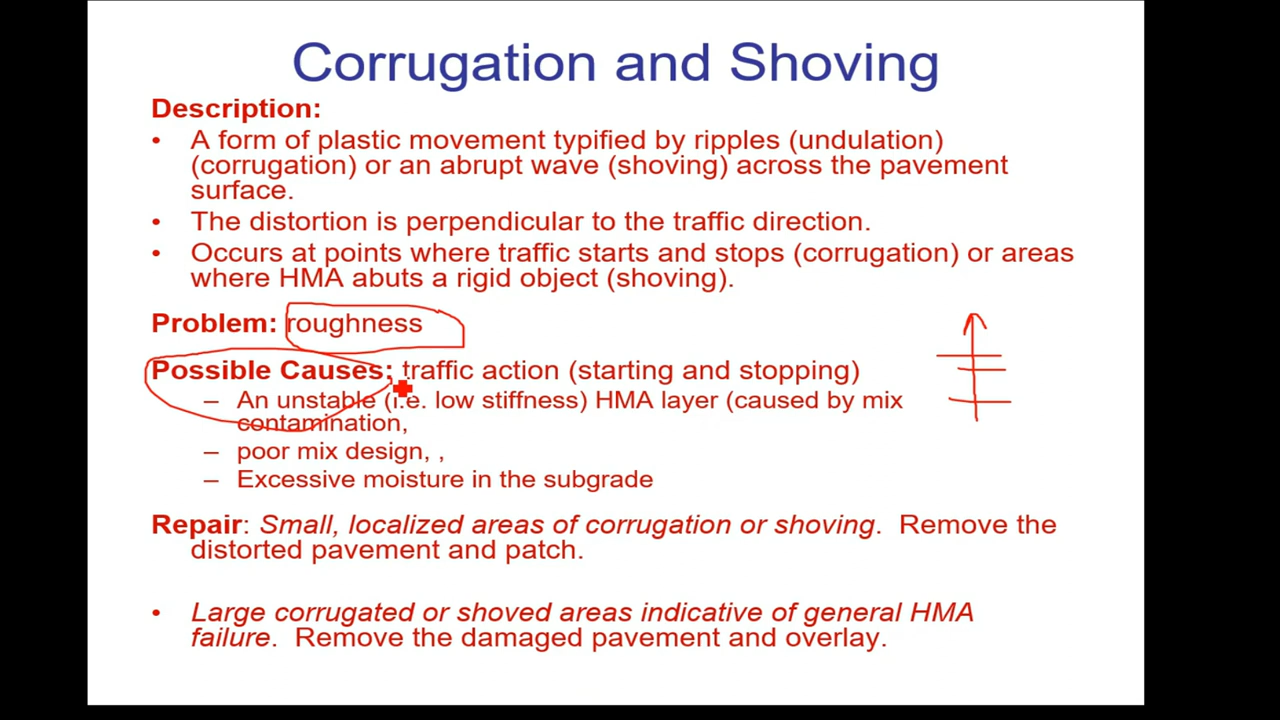 Corrugation and Shoving
Description:
• A form of plastic movement typified by ripples (undulation)
(corrugation) or an abrupt wave (shoving) across the pavement
surface.
• The distortion is perpendicular to the traffic direction.
• Occurs at points where traffic starts and stops (corrugation) or areas
where HMA abuts a rigid object (shoving).
Problem: roughness
Possible Causes: traffic action (starting and stopping)
– An unstable (i.e. low stiffness) HMA layer (caused by mix
contamination,
– poor mix design, ,
– Excessive moisture in the subgrade
Repair: Small, localized areas of corrugation or shoving. Remove the
distorted pavement and patch.
• Large corrugated or shoved areas indicative of general HMA
failure. Remove the damaged pavement and overlay.